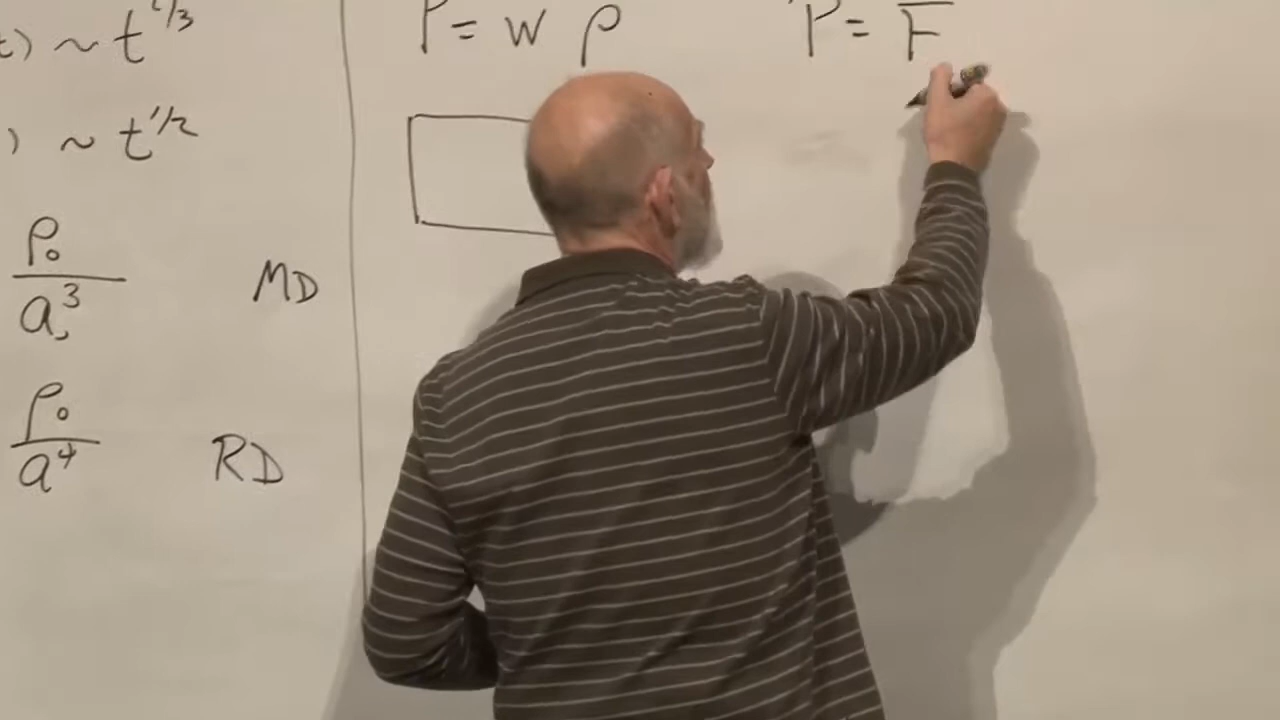 t) ~ t^2/3
) ~ t^1/2
ρ₀
a³
MD
ρ₀
a⁴
RD
P = w ρ
P = F